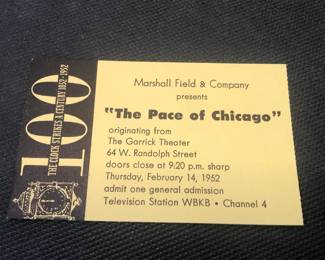 100
THE CLOCK STRIKES A CENTURY 1852-1952
Marshall Field & Company
presents
"The Pace of Chicago"
originating from
The Garrick Theater
64 W. Randolph Street
doors close at 9:20 p.m. sharp
Thursday, February 14, 1952
admit one general admission
Television Station WBKB • Channel 4